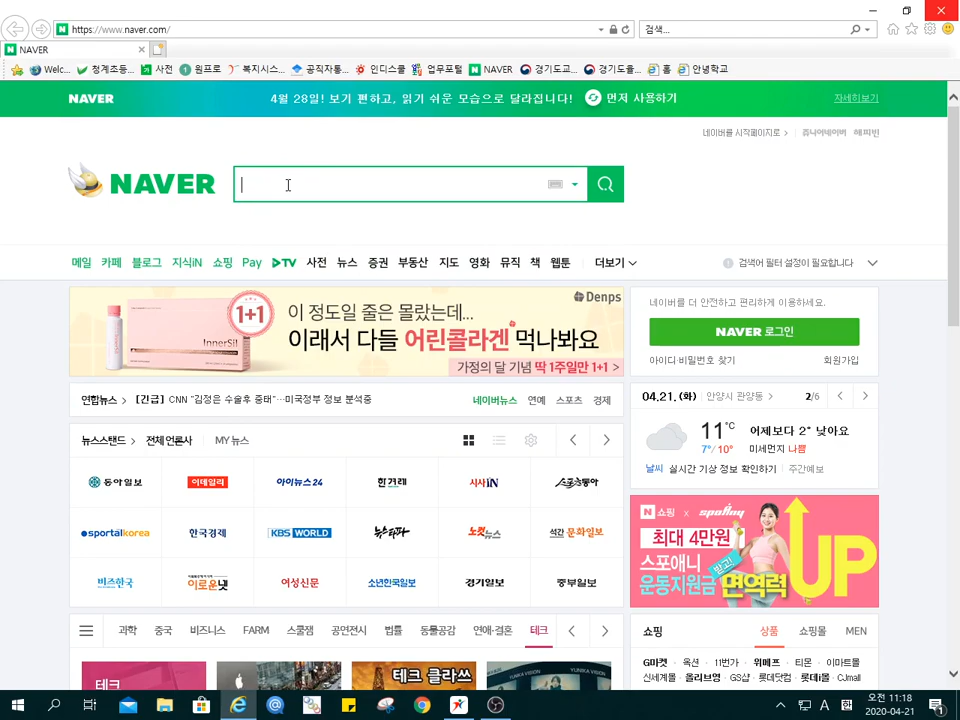 https://www.naver.com/
검색...
NAVER
Welc... 청계초등... 사전 원프로 복지시스... 공직자통... 인디스쿨 업무포털 NAVER 경기도교... 경기도율... 홈 안녕학교
NAVER 4월 28일! 보기 편하고, 읽기 쉬운 모습으로 달라집니다! 먼저 사용하기 자세히보기
네이버를 시작페이지로 > 쥬니어네이버 해피빈
NAVER
메일 카페 블로그 지식iN 쇼핑 Pay TV 사전 뉴스 증권 부동산 지도 영화 뮤직 책 웹툰 더보기
검색어 필터 설정이 필요합니다
Denps
1+1
이 정도일 줄은 몰랐는데...
이래서 다들 어린콜라겐 먹나봐요
InnerSil
가정의 달 기념 딱 1주일만 1+1 >
네이버를 더 안전하고 편리하게 이용하세요.
NAVER 로그인
아이디·비밀번호 찾기 회원가입
연합뉴스 > [긴급] CNN "김정은 수술후 중태"…미국정부 정보 분석중
네이버뉴스 연예 스포츠 경제
04.21.(화) 안양시 관양동 > 2/6
11°C 어제보다 2° 낮아요
7°/10° 미세먼지 나쁨
날씨 실시간 기상 정보 확인하기 주간예보
뉴스스탠드 > 전체 언론사 MY 뉴스
동아일보 이데일리 아이뉴스24 한겨레 시사IN 스포츠동아
sportalkorea 한국경제 KBS WORLD 뉴스타파 노컷뉴스 석간 문화일보
비즈한국 이로운넷 여성신문 소년한국일보 경기일보 중부일보
N 쇼핑 x spoany
최대 4만원
스포애니 받고!
운동지원금 면역력 UP
과학 중국 비즈니스 FARM 스쿨잼 공연전시 법률 동물공감 연애·결혼 테크
쇼핑 상품 쇼핑몰 MEN
G마켓 · 옥션 · 11번가 · 위메프 · 티몬 · 이마트몰
신세계몰 · 올리브영 · GS샵 · 롯데닷컴 · 롯데i몰 · CJmall
테크
테크 클라쓰
YUNIKA VISION
A 한
오전 11:18
2020-04-21
1